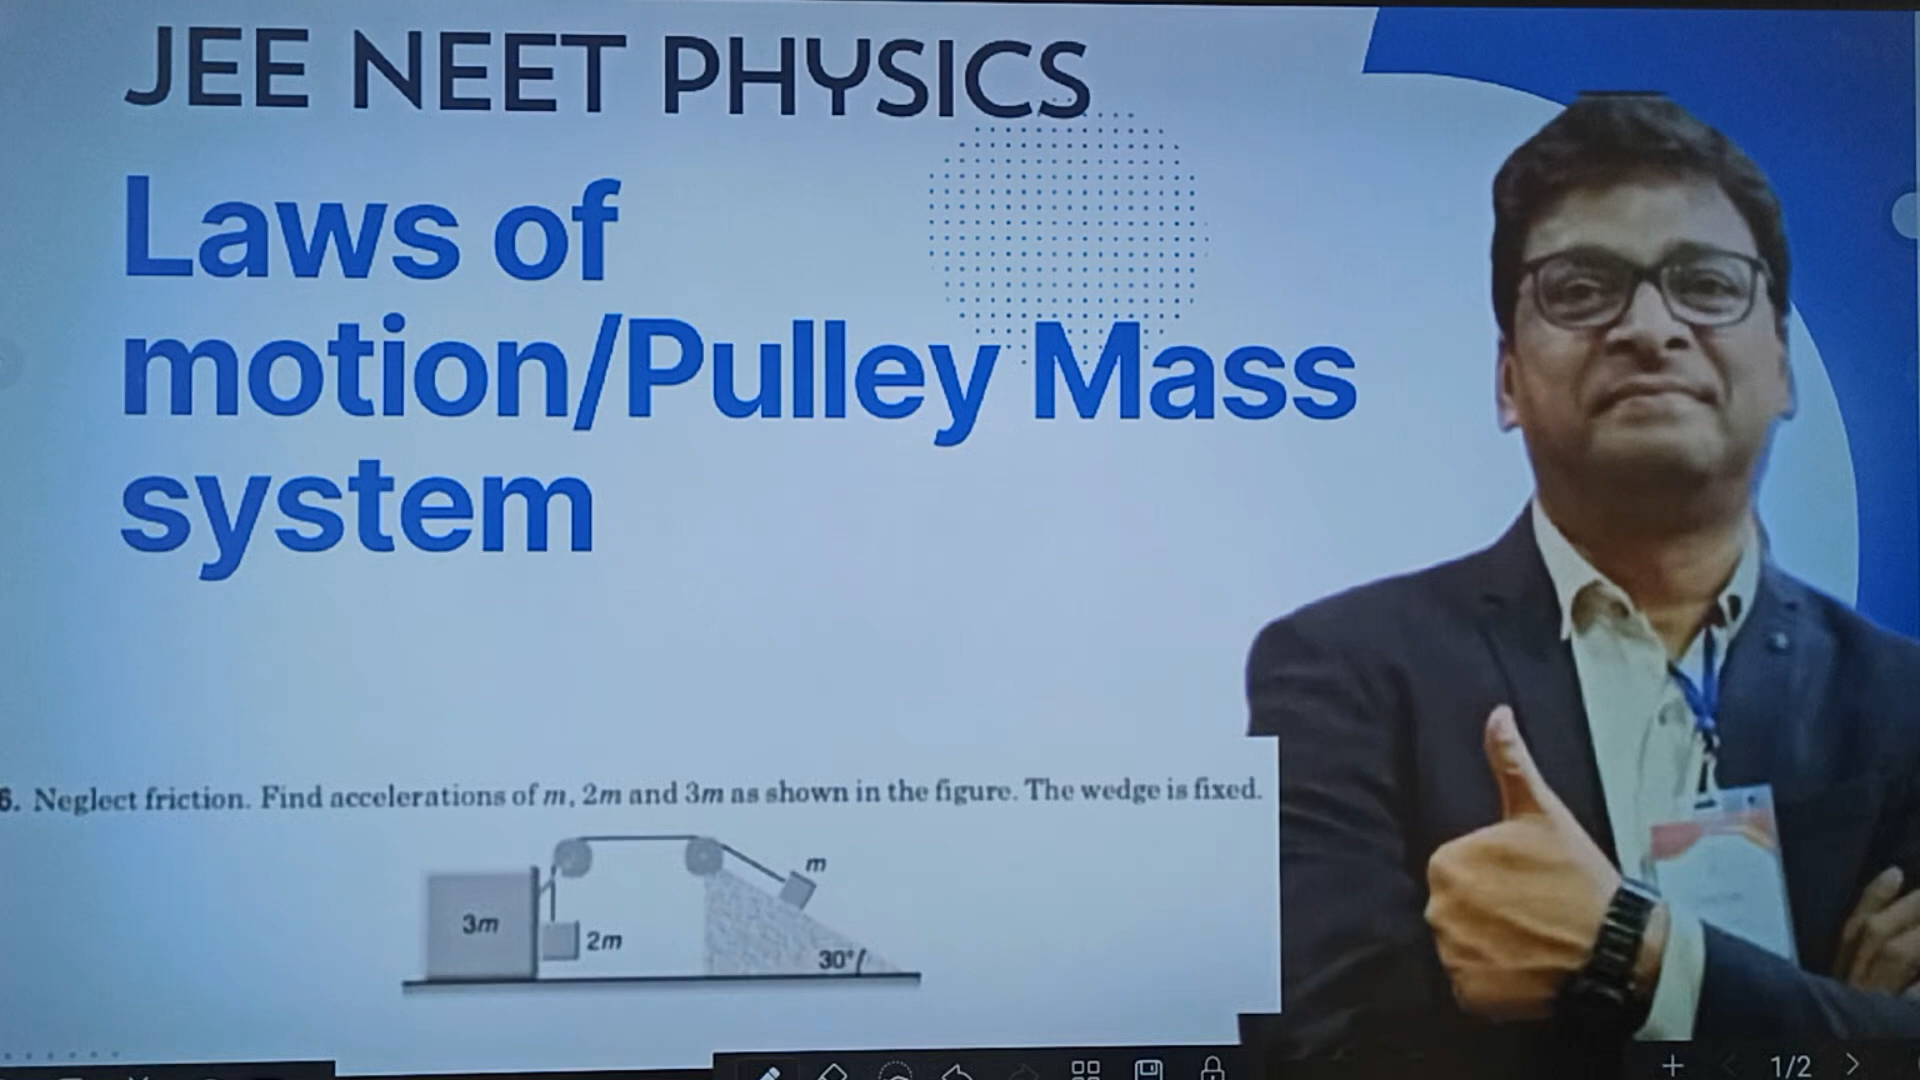 JEE NEET PHYSICS
Laws of
motion/Pulley Mass
system
6. Neglect friction. Find accelerations of m, 2m and 3m as shown in the figure. The wedge is fixed.
m
3m
2m
30°
1/2